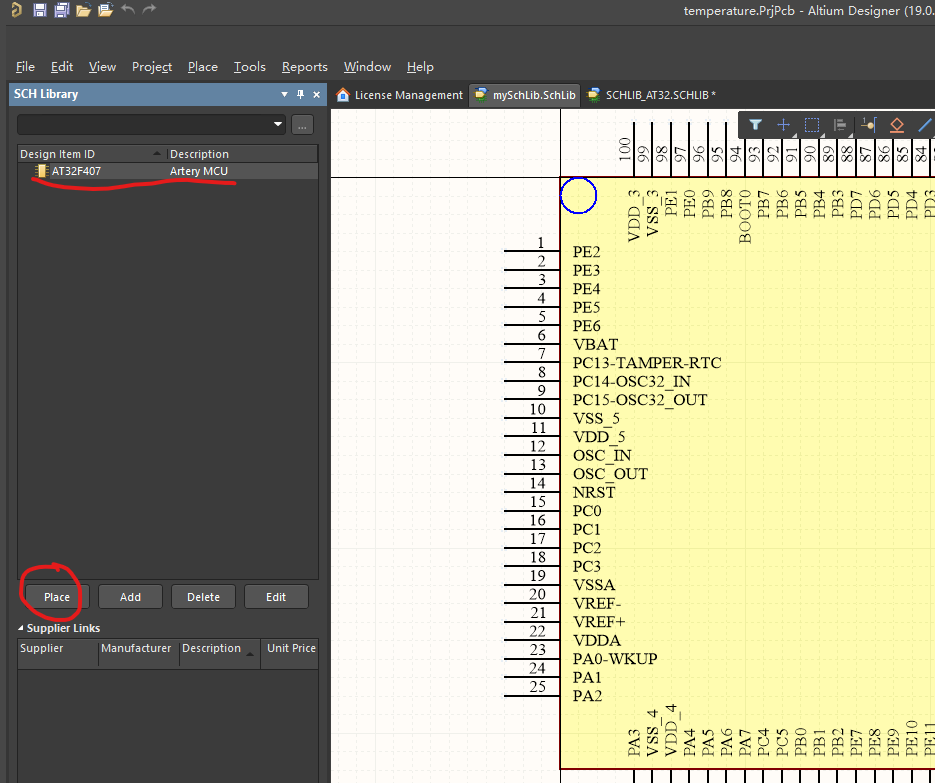 temperature.PrjPcb - Altium Designer (19.0.
File Edit View Project Place Tools Reports Window Help
SCH Library
License Management mySchLib.SchLib SCHLIB_AT32.SCHLIB *
...
Design Item ID Description
AT32F407 Artery MCU
100 99 98 97 96 95 94 93 92 91 90 89 88 87 86 85 84
VDD_3 VSS_3 PE1 PE0 PB9 PB8 BOOT0 PB7 PB6 PB5 PB4 PB3 PD7 PD6 PD5 PD4 PD3
1 PE2
2 PE3
3 PE4
4 PE5
5 PE6
6 VBAT
7 PC13-TAMPER-RTC
8 PC14-OSC32_IN
9 PC15-OSC32_OUT
10 VSS_5
11 VDD_5
12 OSC_IN
13 OSC_OUT
14 NRST
15 PC0
16 PC1
17 PC2
18 PC3
19 VSSA
20 VREF-
21 VREF+
22 VDDA
23 PA0-WKUP
24 PA1
25 PA2
PA3 VSS_4 VDD_4 PA4 PA5 PA6 PA7 PC4 PC5 PB0 PB1 PB2 PE7 PE8 PE9 PE10 PE11
Place Add Delete Edit
Supplier Links
Supplier Manufacturer Description Unit Price